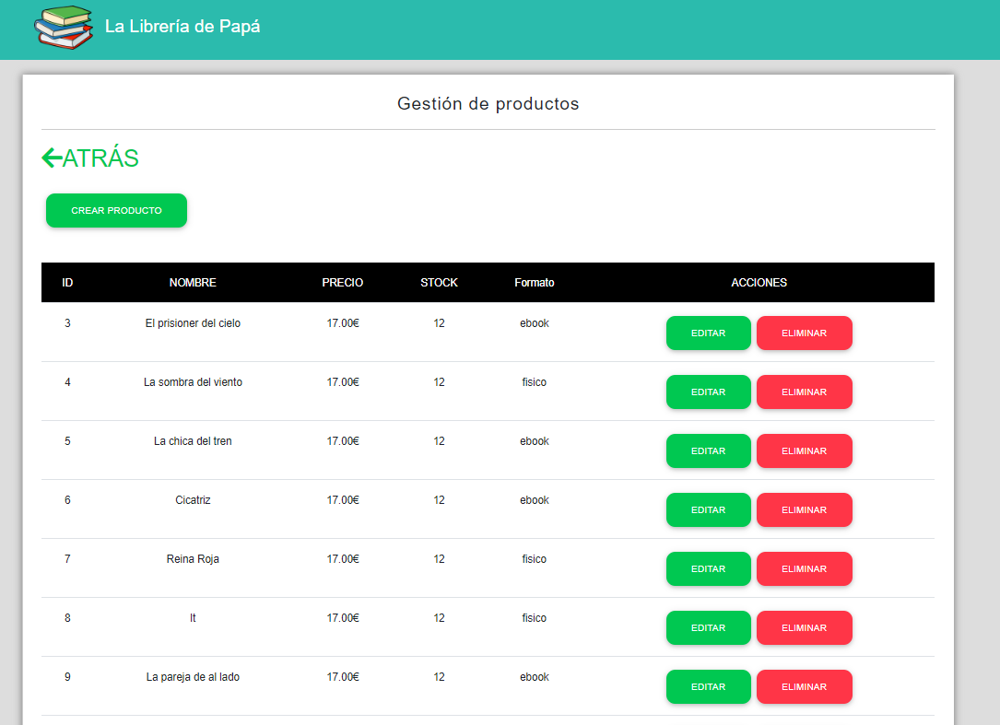 La Librería de Papá
Gestión de productos
ATRÁS
CREAR PRODUCTO
ID NOMBRE PRECIO STOCK Formato ACCIONES
3 El prisioner del cielo 17.00€ 12 ebook EDITAR ELIMINAR
4 La sombra del viento 17.00€ 12 fisico EDITAR ELIMINAR
5 La chica del tren 17.00€ 12 ebook EDITAR ELIMINAR
6 Cicatriz 17.00€ 12 ebook EDITAR ELIMINAR
7 Reina Roja 17.00€ 12 fisico EDITAR ELIMINAR
8 It 17.00€ 12 fisico EDITAR ELIMINAR
9 La pareja de al lado 17.00€ 12 ebook EDITAR ELIMINAR